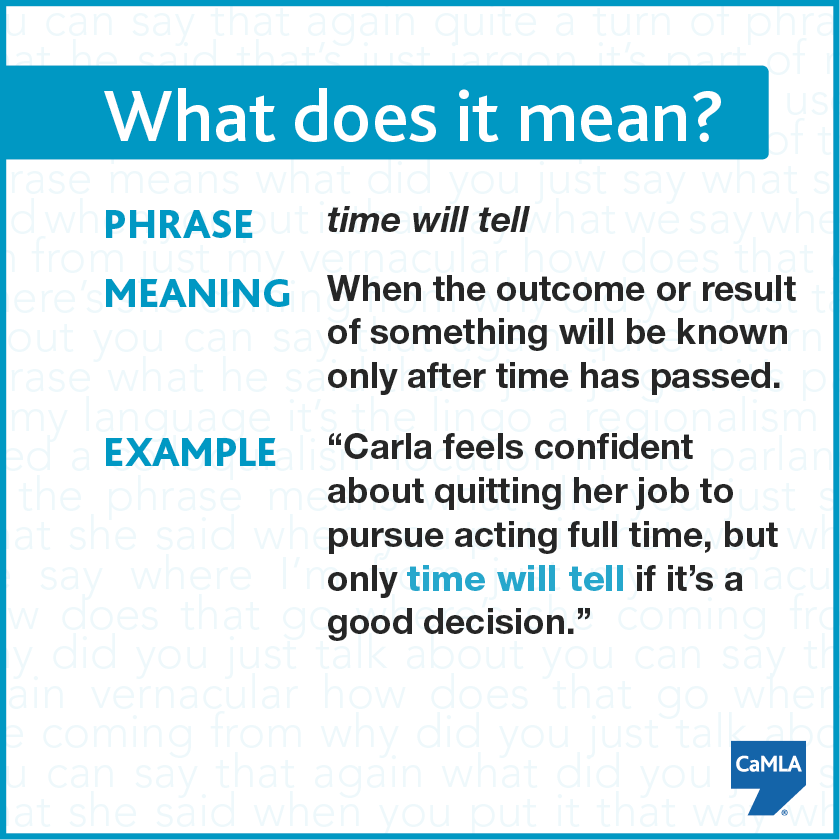 What does it mean?
PHRASE time will tell
MEANING When the outcome or result
of something will be known
only after time has passed.
EXAMPLE “Carla feels confident
about quitting her job to
pursue acting full time, but
only time will tell if it’s a
good decision.”
CaMLA
®